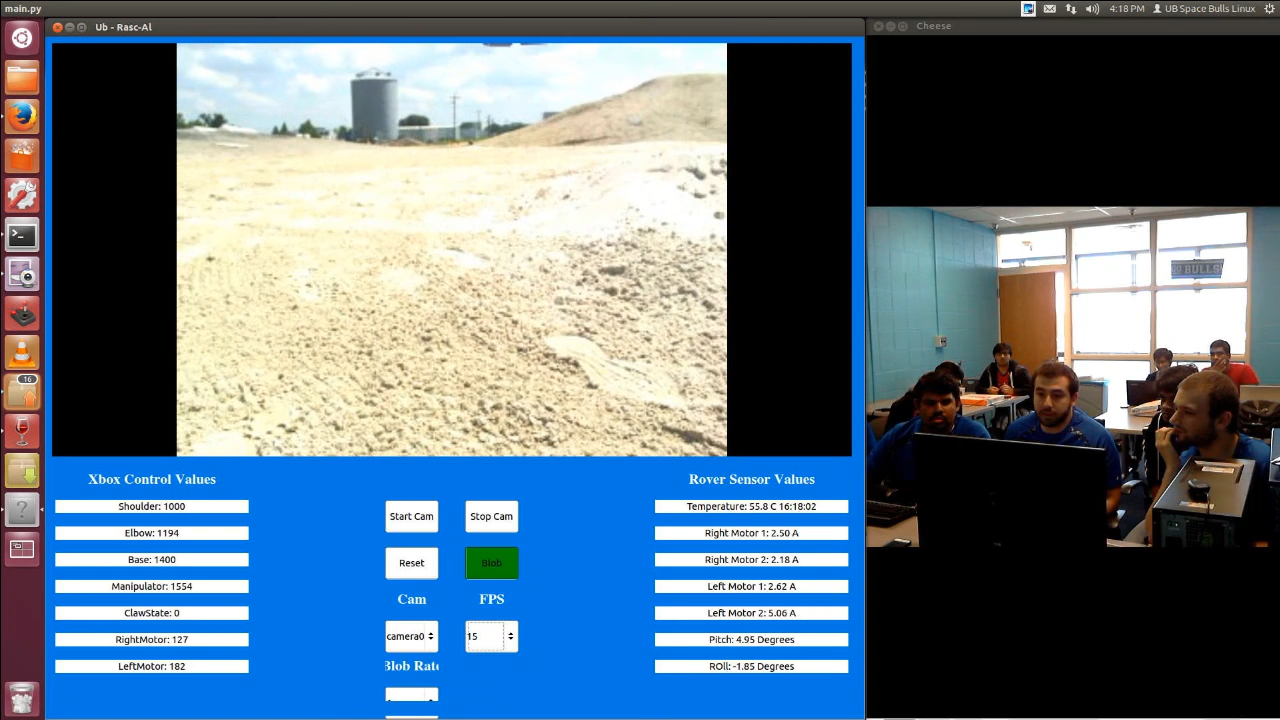 main.py
4:18 PM
UB Space Bulls Linux
Ub - Rasc-Al
Cheese
BULLS
16
Xbox Control Values
Shoulder: 1000
Elbow: 1194
Base: 1400
Manipulator: 1554
ClawState: 0
RightMotor: 127
LeftMotor: 182
Start Cam
Stop Cam
Reset
Blob
Cam
FPS
camera0
15
Blob Rate
Rover Sensor Values
Temperature: 55.8 C 16:18:02
Right Motor 1: 2.50 A
Right Motor 2: 2.18 A
Left Motor 1: 2.62 A
Left Motor 2: 5.06 A
Pitch: 4.95 Degrees
ROll: -1.85 Degrees